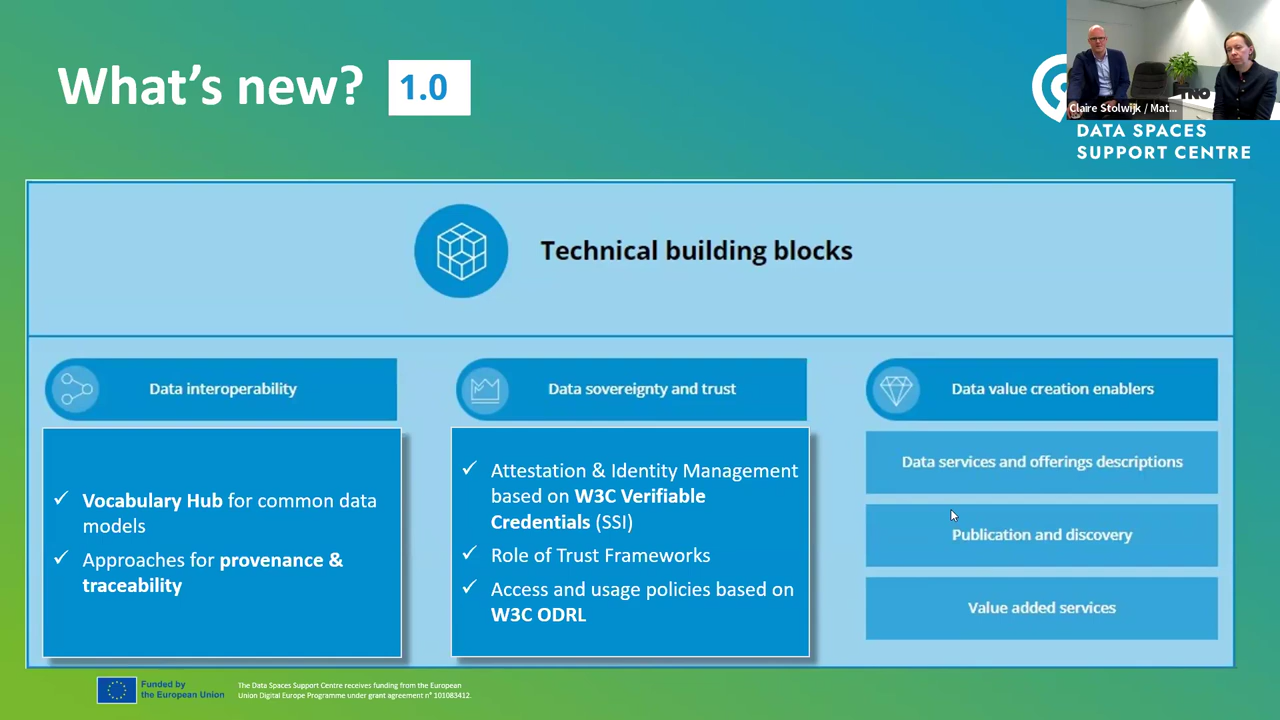 What's new?
1.0
Claire Stolwijk / Mat...
TNO
DATA SPACES
SUPPORT CENTRE
Technical building blocks
Data interoperability
✓ Vocabulary Hub for common data
models
✓ Approaches for provenance &
traceability
Data sovereignty and trust
✓ Attestation & Identity Management
based on W3C Verifiable
Credentials (SSI)
✓ Role of Trust Frameworks
✓ Access and usage policies based on
W3C ODRL
Data value creation enablers
Data services and offerings descriptions
Publication and discovery
Value added services
Funded by
the European Union
The Data Spaces Support Centre receives funding from the European
Union Digital Europe Programme under grant agreement n° 101083412.